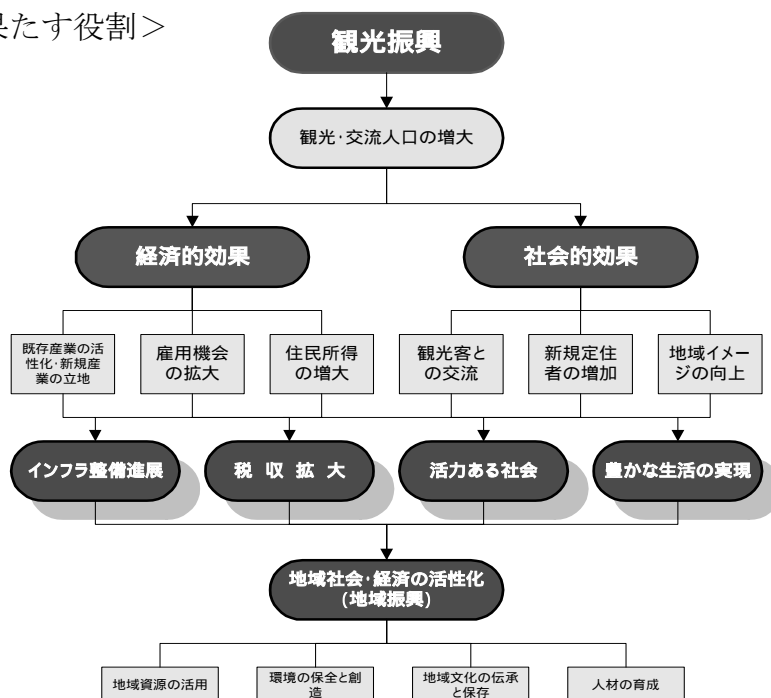 果たす役割＞
観光振興
観光･交流人口の増大
経済的効果
社会的効果
既存産業の活
性化･新規産
業の立地
雇用機会
の拡大
住民所得
の増大
観光客と
の交流
新規定住
者の増加
地域イメー
ジの向上
インフラ整備進展
税 収 拡 大
活力ある社会
豊かな生活の実現
地域社会･経済の活性化
(地域振興)
地域資源の活用
環境の保全と創
造
地域文化の伝承
と保存
人材の育成